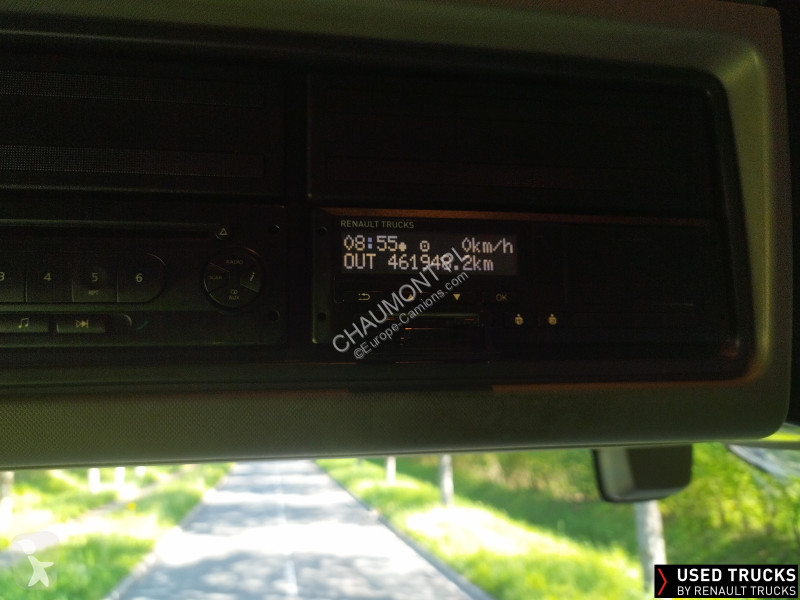 RENAULT TRUCKS
08:55 0km/h
OUT 461948.2km
OK
3 4 5 6
CHAUMONT P.L
©Europe-Camions.com
USED TRUCKS
BY RENAULT TRUCKS